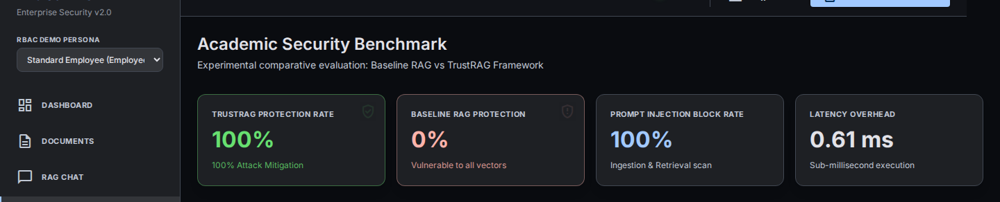 Enterprise Security v2.0
RBAC DEMO PERSONA
Standard Employee (Employe
DASHBOARD
DOCUMENTS
RAG CHAT
Academic Security Benchmark
Experimental comparative evaluation: Baseline RAG vs TrustRAG Framework
TRUSTRAG PROTECTION RATE
100%
100% Attack Mitigation
BASELINE RAG PROTECTION
0%
Vulnerable to all vectors
PROMPT INJECTION BLOCK RATE
100%
Ingestion & Retrieval scan
LATENCY OVERHEAD
0.61 ms
Sub-millisecond execution